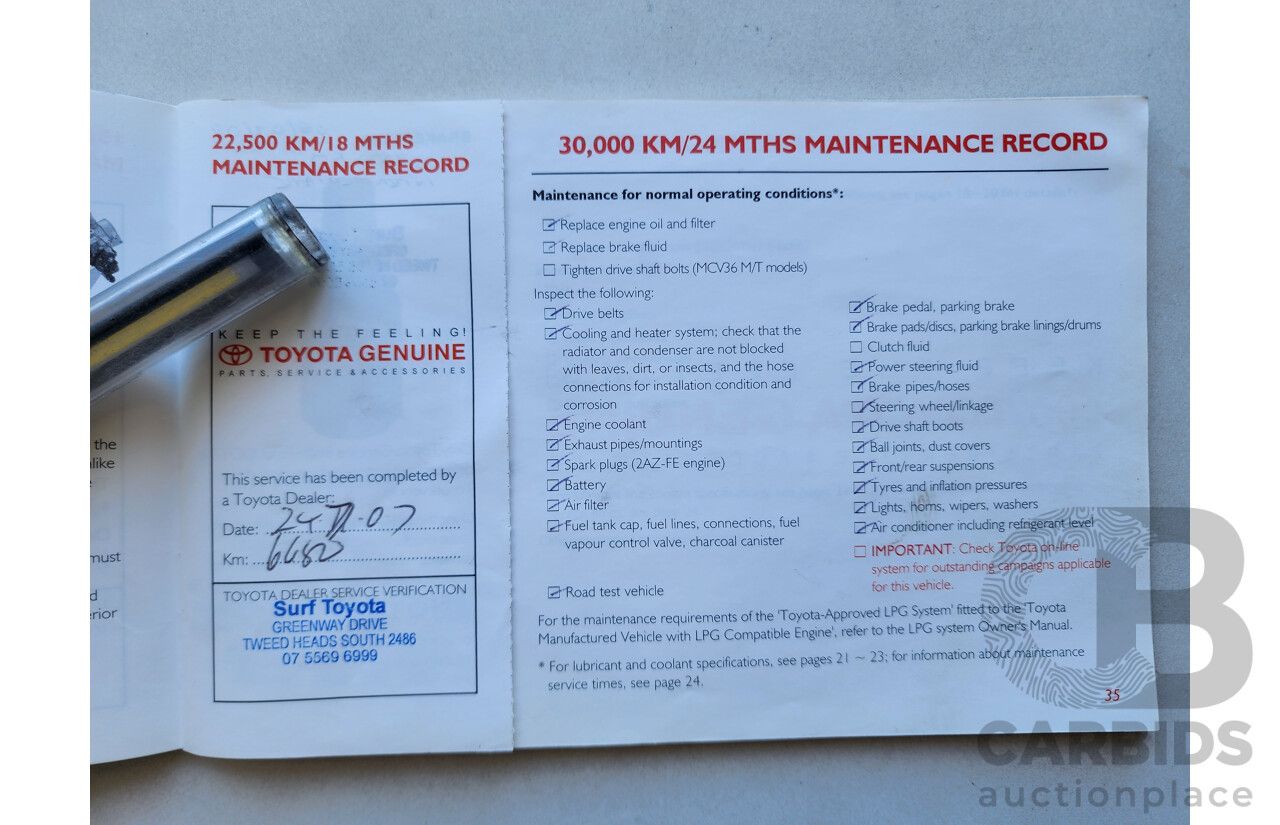 the
like
must
d
erior
22,500 KM/18 MTHS
MAINTENANCE RECORD
KEEP THE FEELING!
TOYOTA GENUINE
PARTS, SERVICE & ACCESSORIES
This service has been completed by
a Toyota Dealer:
Date:
Km:
TOYOTA DEALER SERVICE VERIFICATION
Surf Toyota
GREENWAY DRIVE
TWEED HEADS SOUTH 2486
07 5569 6999
30,000 KM/24 MTHS MAINTENANCE RECORD
Maintenance for normal operating conditions*:
Replace engine oil and filter
Replace brake fluid
Tighten drive shaft bolts (MCV36 M/T models)
Inspect the following:
Drive belts
Cooling and heater system; check that the
radiator and condenser are not blocked
with leaves, dirt, or insects, and the hose
connections for installation condition and
corrosion
Engine coolant
Exhaust pipes/mountings
Spark plugs (2AZ-FE engine)
Battery
Air filter
Fuel tank cap, fuel lines, connections, fuel
vapour control valve, charcoal canister
Road test vehicle
Brake pedal, parking brake
Brake pads/discs, parking brake linings/drums
Clutch fluid
Power steering fluid
Brake pipes/hoses
Steering wheel/linkage
Drive shaft boots
Ball joints, dust covers
Front/rear suspensions
Tyres and inflation pressures
Lights, horns, wipers, washers
Air conditioner including refrigerant level
IMPORTANT: Check Toyota on-line
system for outstanding campaigns applicable
for this vehicle.
For the maintenance requirements of the 'Toyota-Approved LPG System' fitted to the 'Toyota
Manufactured Vehicle with LPG Compatible Engine', refer to the LPG system Owner's Manual.
* For lubricant and coolant specifications, see pages 21 ~ 23; for information about maintenance
service times, see page 24.
35
CARBIDS
auctionplace